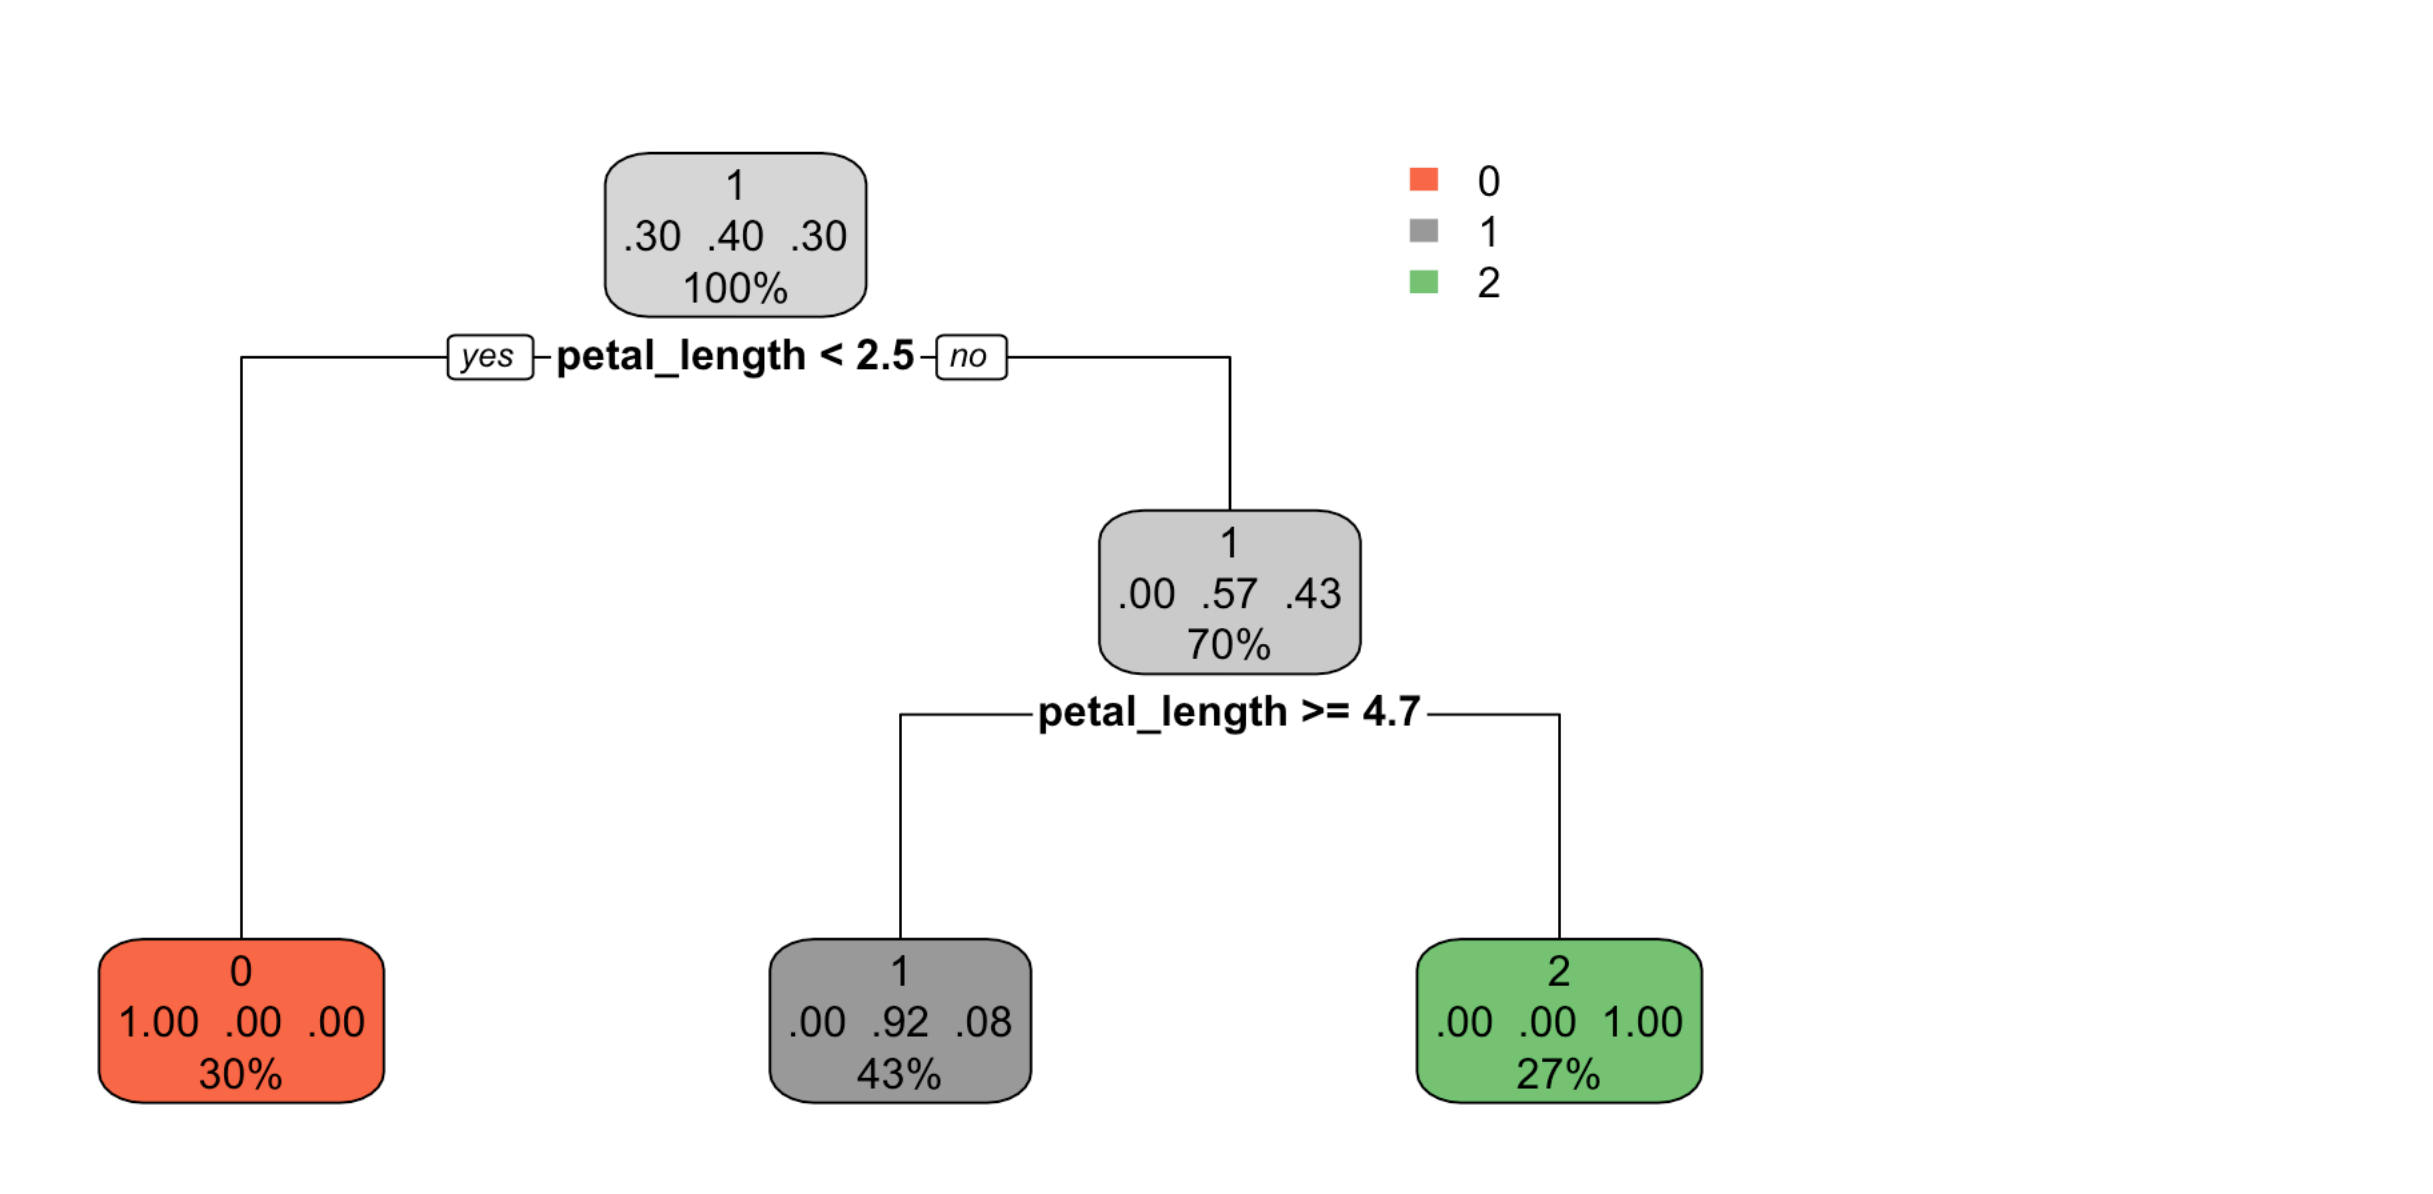 1
.30 .40 .30
100%
0
1
2
yes petal_length < 2.5 no
1
.00 .57 .43
70%
petal_length >= 4.7
0
1.00 .00 .00
30%
1
.00 .92 .08
43%
2
.00 .00 1.00
27%